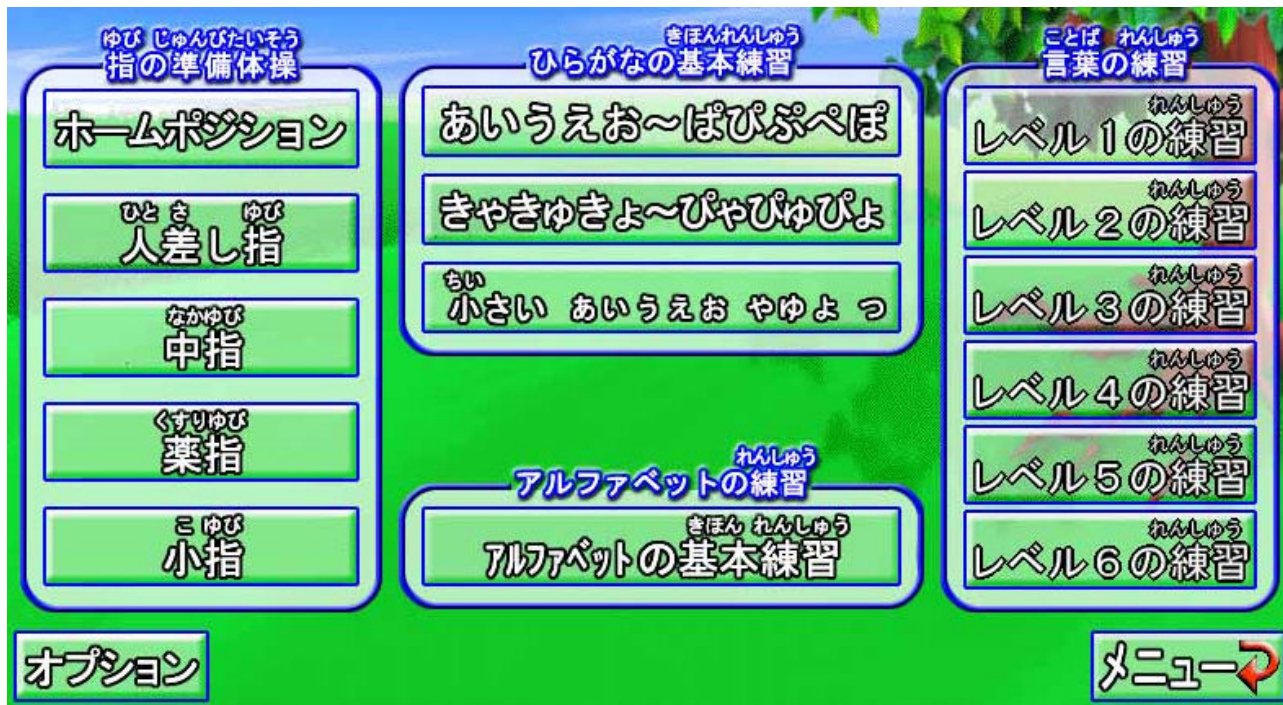 ゆび じゅんびたいそう
指の準備体操
ホームポジション
ひと さ ゆび
人差し指
なかゆび
中指
くすりゆび
薬指
こ ゆび
小指
きほんれんしゅう
ひらがなの基本練習
あいうえお～ぱぴぷぺぽ
きゃきゅきょ～ぴゃぴゅぴょ
ちい
小さい あいうえお やゆよ つ
れんしゅう
アルファベットの練習
きほん れんしゅう
アルファベットの基本練習
ことば れんしゅう
言葉の練習
れんしゅう
レベル1の練習
れんしゅう
レベル2の練習
れんしゅう
レベル3の練習
れんしゅう
レベル4の練習
れんしゅう
レベル5の練習
れんしゅう
レベル6の練習
オプション
メニュー